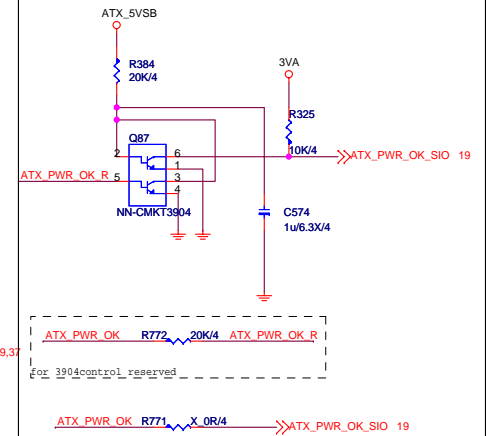 ATX_5VSB
R384
20K/4
3VA
R325
10K/4
Q87
2
6
1
ATX_PWR_OK_SIO 19
ATX_PWR_OK_R
5
3
4
NN-CMKT3904
C574
1u/6.3X/4
ATX_PWR_OK R772 20K/4 ATX_PWR_OK_R
9,37
for 3904control reserved
ATX_PWR_OK R771 X_0R/4 ATX_PWR_OK_SIO 19